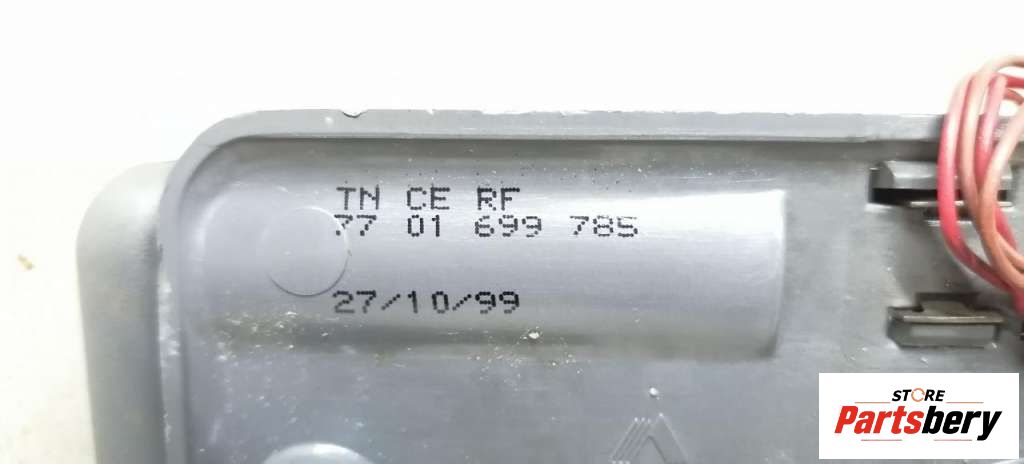 TN CE RF
77 01 699 785
27/10/99
STORE
Partsbery